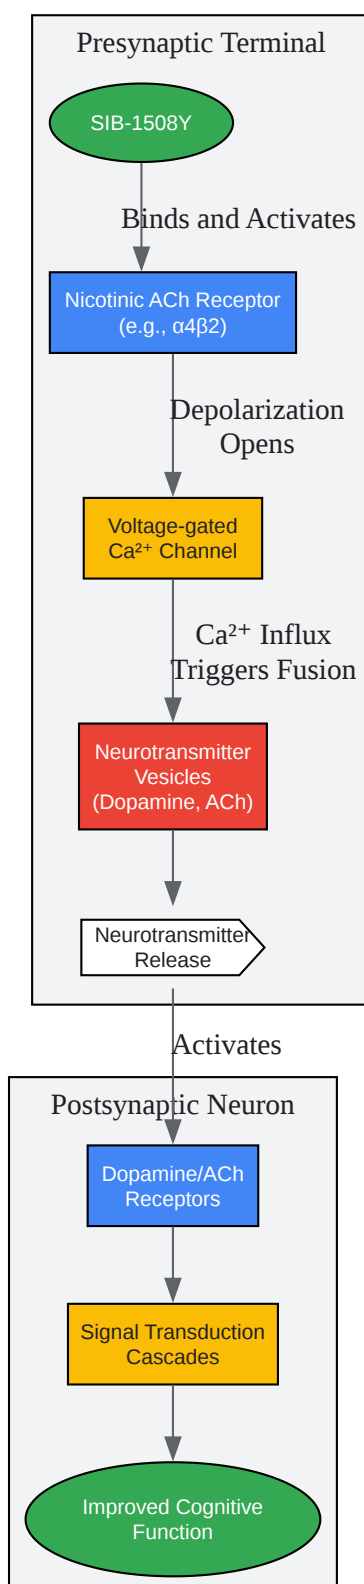 Presynaptic Terminal
SIB-1508Y
Binds and Activates
Nicotinic ACh Receptor
(e.g., α4β2)
Depolarization
Opens
Voltage-gated
Ca²⁺ Channel
Ca²⁺ Influx
Triggers Fusion
Neurotransmitter
Vesicles
(Dopamine, ACh)
Neurotransmitter
Release
Activates
Postsynaptic Neuron
Dopamine/ACh
Receptors
Signal Transduction
Cascades
Improved Cognitive
Function